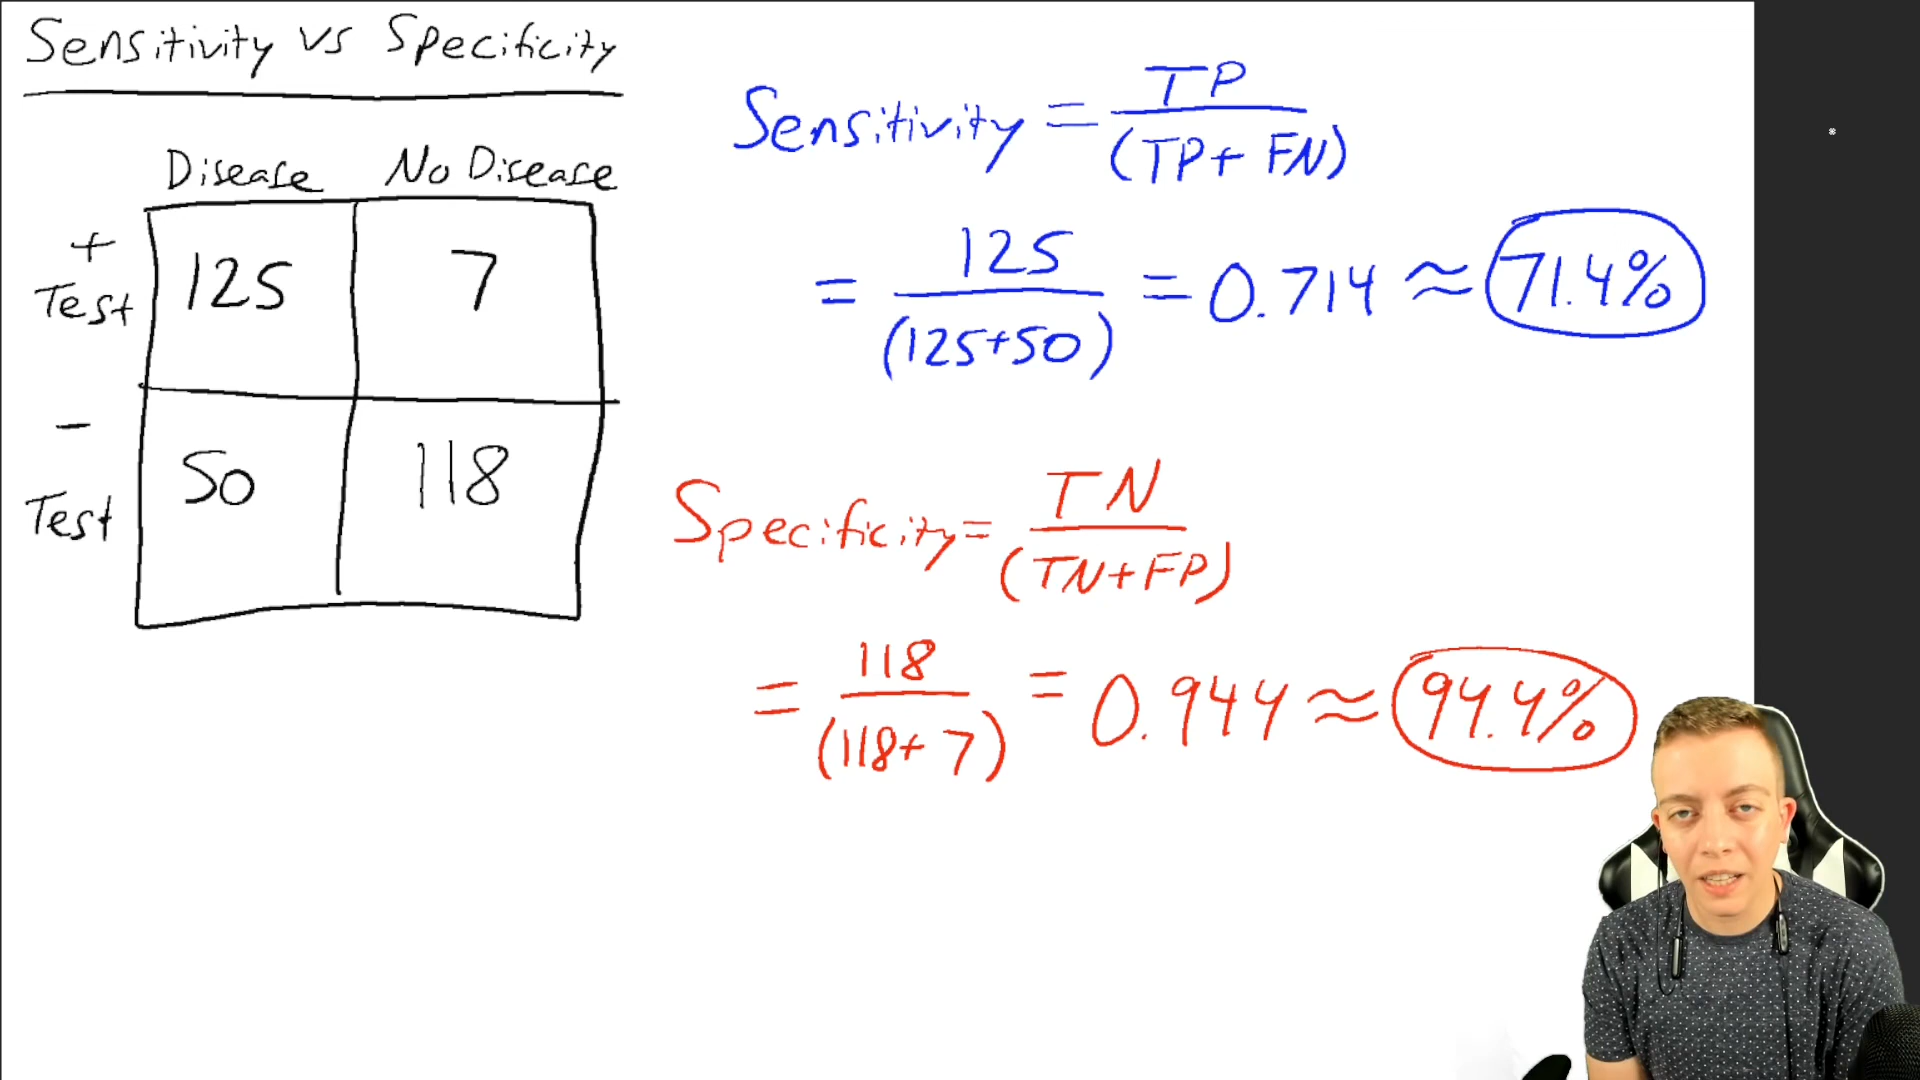 Sensitivity vs Specificity
Disease No Disease
+ Test 125 7
- Test 50 118
Sensitivity = TP / (TP + FN)
= 125 / (125+50) = 0.714 ≈ 71.4%
Specificity = TN / (TN+FP)
= 118 / (118+7) = 0.944 ≈ 94.4%